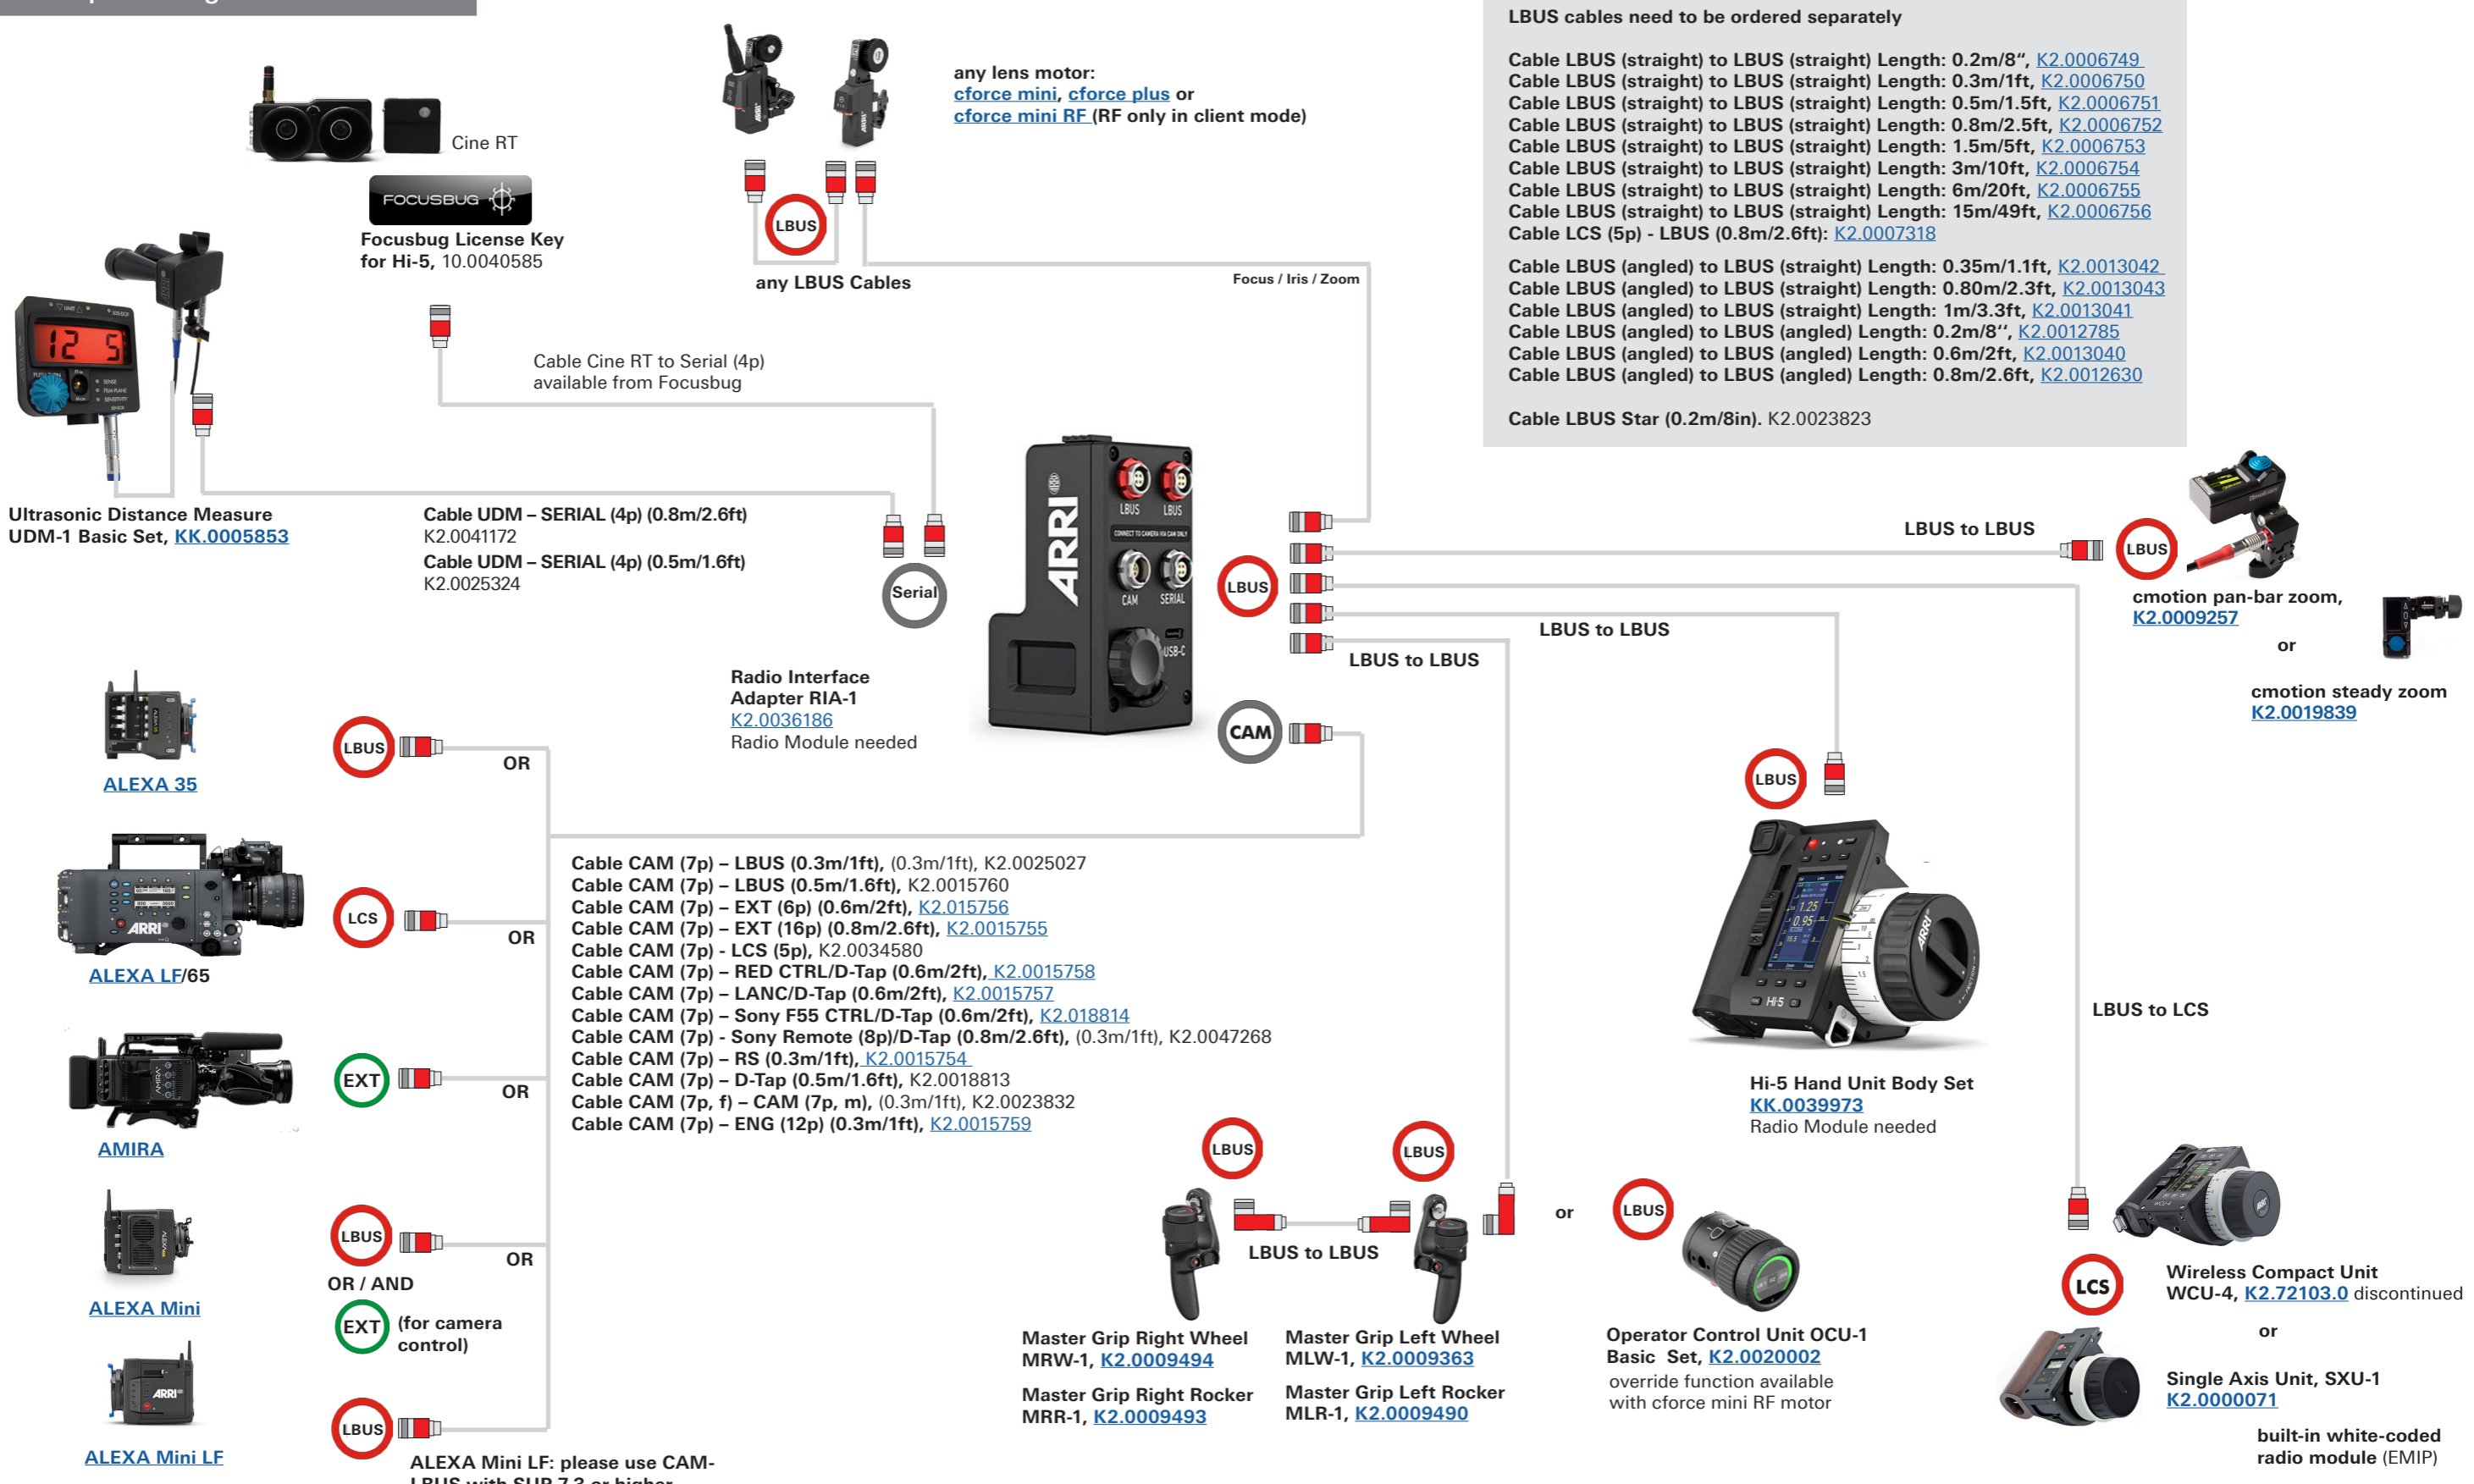 LBUS cables need to be ordered separately
Cable LBUS (straight) to LBUS (straight) Length: 0.2m/8“, K2.0006749
Cable LBUS (straight) to LBUS (straight) Length: 0.3m/1ft, K2.0006750
Cable LBUS (straight) to LBUS (straight) Length: 0.5m/1.5ft, K2.0006751
Cable LBUS (straight) to LBUS (straight) Length: 0.8m/2.5ft, K2.0006752
Cable LBUS (straight) to LBUS (straight) Length: 1.5m/5ft, K2.0006753
Cable LBUS (straight) to LBUS (straight) Length: 3m/10ft, K2.0006754
Cable LBUS (straight) to LBUS (straight) Length: 6m/20ft, K2.0006755
Cable LBUS (straight) to LBUS (straight) Length: 15m/49ft, K2.0006756
Cable LCS (5p) - LBUS (0.8m/2.6ft): K2.0007318
Cable LBUS (angled) to LBUS (straight) Length: 0.35m/1.1ft, K2.0013042
Cable LBUS (angled) to LBUS (straight) Length: 0.80m/2.3ft, K2.0013043
Cable LBUS (angled) to LBUS (straight) Length: 1m/3.3ft, K2.0013041
Cable LBUS (angled) to LBUS (angled) Length: 0.2m/8‘‘, K2.0012785
Cable LBUS (angled) to LBUS (angled) Length: 0.6m/2ft, K2.0013040
Cable LBUS (angled) to LBUS (angled) Length: 0.8m/2.6ft, K2.0012630
Cable LBUS Star (0.2m/8in). K2.0023823
any lens motor:
cforce mini, cforce plus or
cforce mini RF (RF only in client mode)
Cine RT
FOCUSBUG
Focusbug License Key
for Hi-5, 10.0040585
LBUS
any LBUS Cables
Focus / Iris / Zoom
Cable Cine RT to Serial (4p)
available from Focusbug
12 5
Ultrasonic Distance Measure
UDM-1 Basic Set, KK.0005853
Cable UDM – SERIAL (4p) (0.8m/2.6ft)
K2.0041172
Cable UDM – SERIAL (4p) (0.5m/1.6ft)
K2.0025324
Serial
ARRI
LBUS LBUS
CONNECT TO CAMERA VIA CAM ONLY
CAM SERIAL
USB-C
LBUS
CAM
Radio Interface
Adapter RIA-1
K2.0036186
Radio Module needed
LBUS to LBUS
LBUS
cmotion pan-bar zoom,
K2.0009257
or
cmotion steady zoom
K2.0019839
LBUS to LBUS
LBUS to LBUS
ALEXA 35
LBUS
OR
ARRI
ALEXA LF/65
LCS
OR
AMIRA
AMIRA
EXT
OR
ALEXA Mini
LBUS
OR
OR / AND
EXT
(for camera
control)
ARRI
ALEXA Mini LF
LBUS
ALEXA Mini LF: please use CAM-
LBUS with SUP 7.3 or higher
Cable CAM (7p) – LBUS (0.3m/1ft), (0.3m/1ft), K2.0025027
Cable CAM (7p) – LBUS (0.5m/1.6ft), K2.0015760
Cable CAM (7p) – EXT (6p) (0.6m/2ft), K2.015756
Cable CAM (7p) – EXT (16p) (0.8m/2.6ft), K2.0015755
Cable CAM (7p) - LCS (5p), K2.0034580
Cable CAM (7p) – RED CTRL/D-Tap (0.6m/2ft), K2.0015758
Cable CAM (7p) – LANC/D-Tap (0.6m/2ft), K2.0015757
Cable CAM (7p) – Sony F55 CTRL/D-Tap (0.6m/2ft), K2.018814
Cable CAM (7p) - Sony Remote (8p)/D-Tap (0.8m/2.6ft), (0.3m/1ft), K2.0047268
Cable CAM (7p) – RS (0.3m/1ft), K2.0015754
Cable CAM (7p) – D-Tap (0.5m/1.6ft), K2.0018813
Cable CAM (7p, f) – CAM (7p, m), (0.3m/1ft), K2.0023832
Cable CAM (7p) – ENG (12p) (0.3m/1ft), K2.0015759
LBUS
1.25
0.95
Hi-5
ARRI
Hi-5 Hand Unit Body Set
KK.0039973
Radio Module needed
LBUS to LCS
LBUS
LBUS
LBUS to LBUS
Master Grip Right Wheel
MRW-1, K2.0009494
Master Grip Right Rocker
MRR-1, K2.0009493
Master Grip Left Wheel
MLW-1, K2.0009363
Master Grip Left Rocker
MLR-1, K2.0009490
or
LBUS
Operator Control Unit OCU-1
Basic Set, K2.0020002
override function available
with cforce mini RF motor
LCS
Wireless Compact Unit
WCU-4, K2.72103.0 discontinued
or
Single Axis Unit, SXU-1
K2.0000071
built-in white-coded
radio module (EMIP)